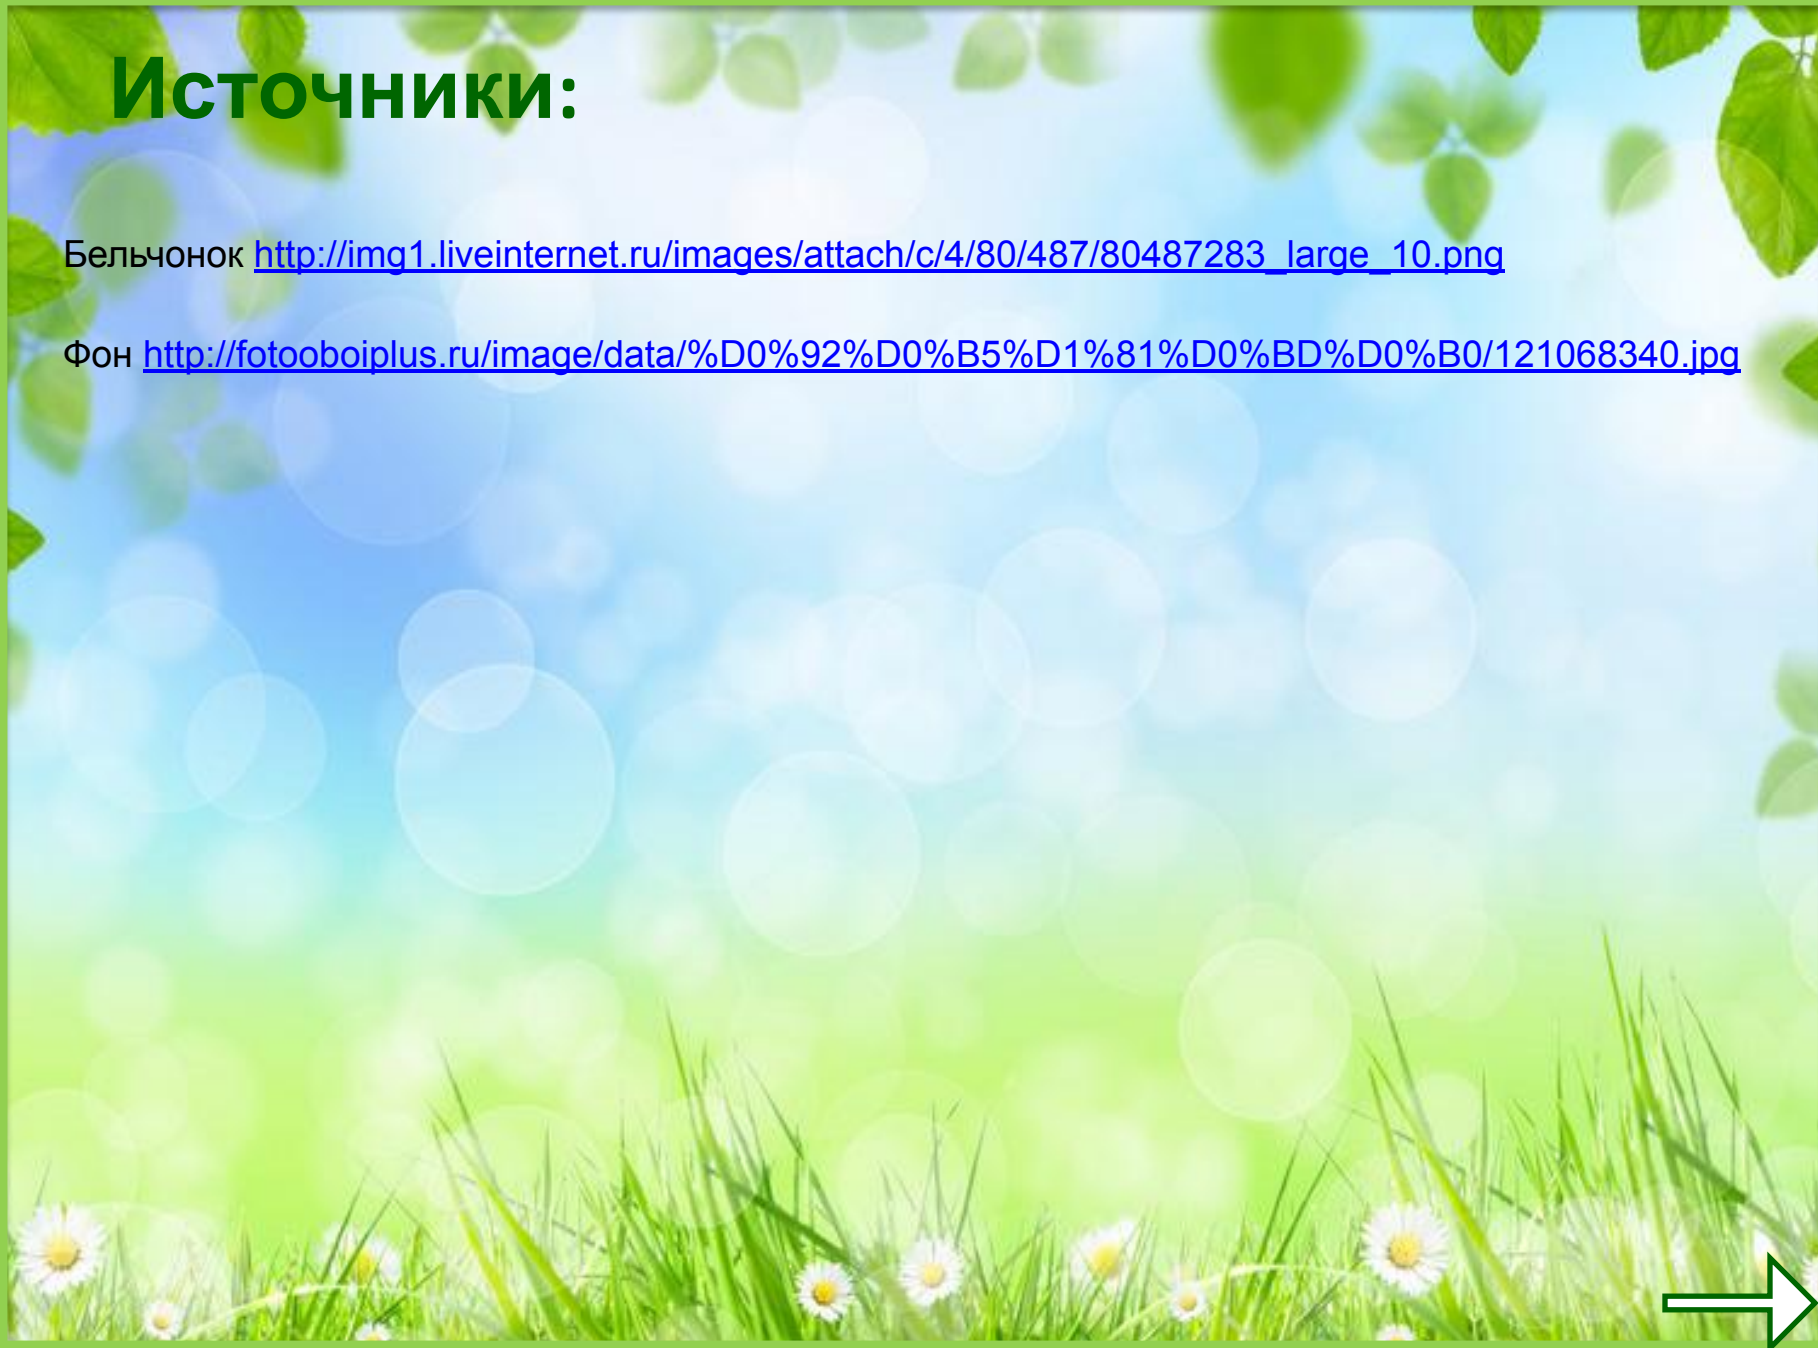 Источники:
Бельчонок http://img1.liveinternet.ru/images/attach/c/4/80/487/80487283_large_10.png
Фон http://fotooboiplus.ru/image/data/%D0%92%D0%B5%D1%81%D0%BD%D0%B0/121068340.jpg